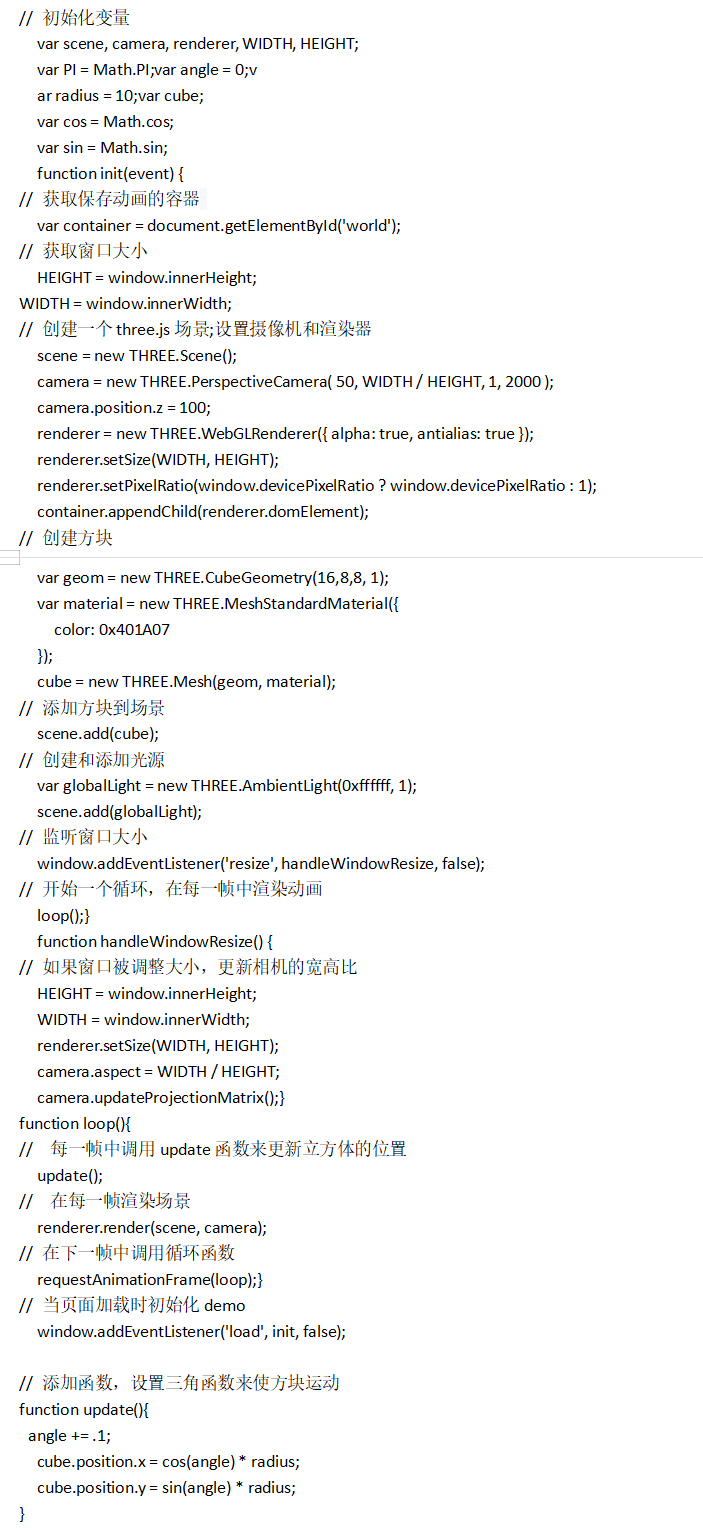 // 初始化变量
var scene, camera, renderer, WIDTH, HEIGHT;
var PI = Math.PI;var angle = 0;v
ar radius = 10;var cube;
var cos = Math.cos;
var sin = Math.sin;
function init(event) {
// 获取保存动画的容器
var container = document.getElementById('world');
// 获取窗口大小
HEIGHT = window.innerHeight;
WIDTH = window.innerWidth;
// 创建一个 three.js 场景;设置摄像机和渲染器
scene = new THREE.Scene();
camera = new THREE.PerspectiveCamera( 50, WIDTH / HEIGHT, 1, 2000 );
camera.position.z = 100;
renderer = new THREE.WebGLRenderer({ alpha: true, antialias: true });
renderer.setSize(WIDTH, HEIGHT);
renderer.setPixelRatio(window.devicePixelRatio ? window.devicePixelRatio : 1);
container.appendChild(renderer.domElement);
// 创建方块
var geom = new THREE.CubeGeometry(16,8,8, 1);
var material = new THREE.MeshStandardMaterial({
color: 0x401A07
});
cube = new THREE.Mesh(geom, material);
// 添加方块到场景
scene.add(cube);
// 创建和添加光源
var globalLight = new THREE.AmbientLight(0xffffff, 1);
scene.add(globalLight);
// 监听窗口大小
window.addEventListener('resize', handleWindowResize, false);
// 开始一个循环，在每一帧中渲染动画
loop();}
function handleWindowResize() {
// 如果窗口被调整大小，更新相机的宽高比
HEIGHT = window.innerHeight;
WIDTH = window.innerWidth;
renderer.setSize(WIDTH, HEIGHT);
camera.aspect = WIDTH / HEIGHT;
camera.updateProjectionMatrix();}
function loop(){
// 每一帧中调用 update 函数来更新立方体的位置
update();
// 在每一帧渲染场景
renderer.render(scene, camera);
// 在下一帧中调用循环函数
requestAnimationFrame(loop);}
// 当页面加载时初始化 demo
window.addEventListener('load', init, false);
// 添加函数，设置三角函数来使方块运动
function update(){
angle += .1;
cube.position.x = cos(angle) * radius;
cube.position.y = sin(angle) * radius;
}